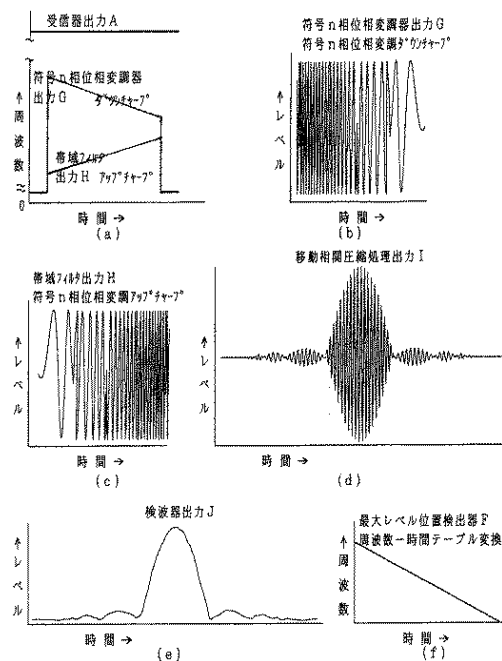 受信器出力A
符号n相位相変調器
出力G ﾀﾞｳﾝﾁｬｰﾌﾟ
帯域ﾌｨﾙﾀ
出力H ｱｯﾌﾟﾁｬｰﾌﾟ
↑周波数
0
時間→
(a)
符号n相位相変調器出力G
符号n相位相変調ﾀﾞｳﾝﾁｬｰﾌﾟ
↑レベル
時間→
(b)
帯域ﾌｨﾙﾀ出力H
符号n相位相変調ｱｯﾌﾟﾁｬｰﾌﾟ
↑レベル
時間→
(c)
移動相関圧縮処理出力I
↑レベル
時間→
(d)
検波器出力J
↑レベル
時間→
(e)
最大レベル位置検出器F
周波数ー時間テーブル変換
↑周波数
時間→
(f)